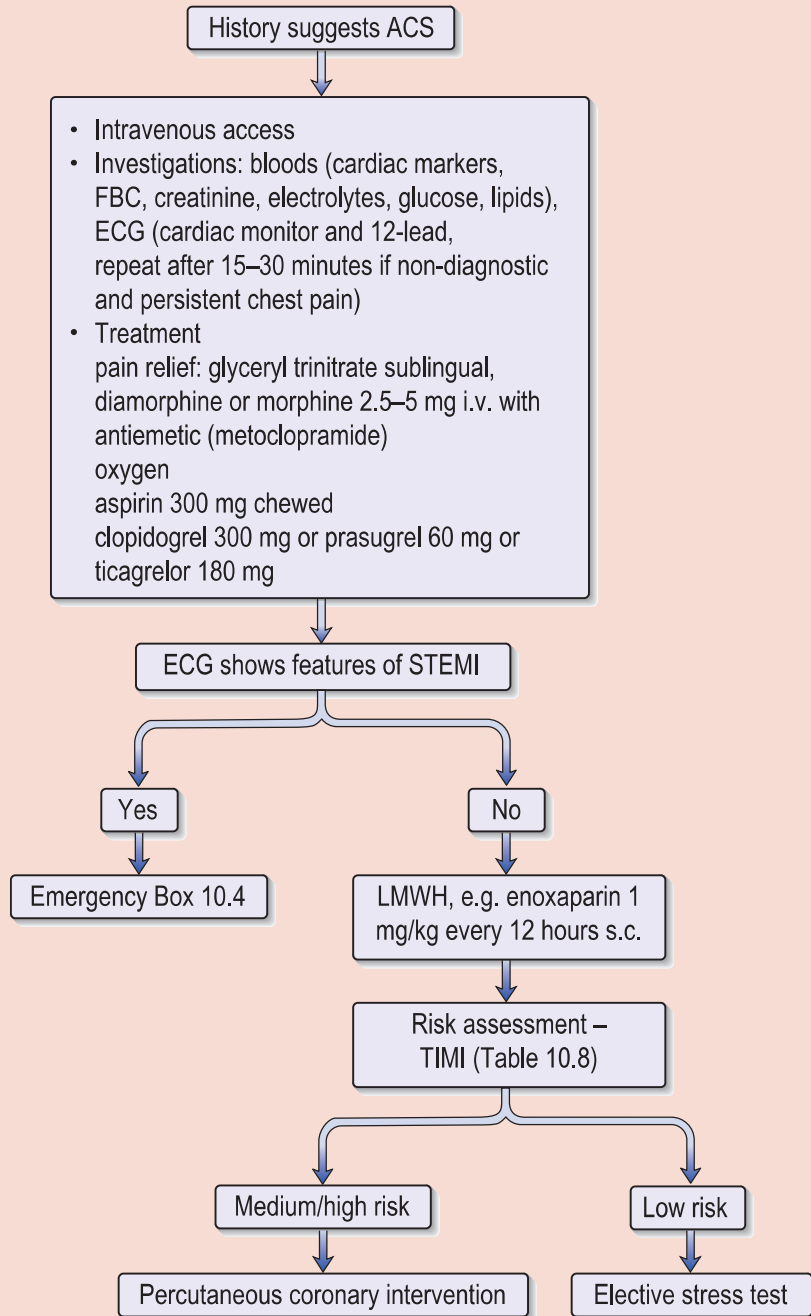 History suggests ACS
• Intravenous access
• Investigations: bloods (cardiac markers,
FBC, creatinine, electrolytes, glucose, lipids),
ECG (cardiac monitor and 12-lead,
repeat after 15–30 minutes if non-diagnostic
and persistent chest pain)
• Treatment
pain relief: glyceryl trinitrate sublingual,
diamorphine or morphine 2.5–5 mg i.v. with
antiemetic (metoclopramide)
oxygen
aspirin 300 mg chewed
clopidogrel 300 mg or prasugrel 60 mg or
ticagrelor 180 mg
ECG shows features of STEMI
Yes
No
Emergency Box 10.4
LMWH, e.g. enoxaparin 1
mg/kg every 12 hours s.c.
Risk assessment –
TIMI (Table 10.8)
Medium/high risk
Low risk
Percutaneous coronary intervention
Elective stress test